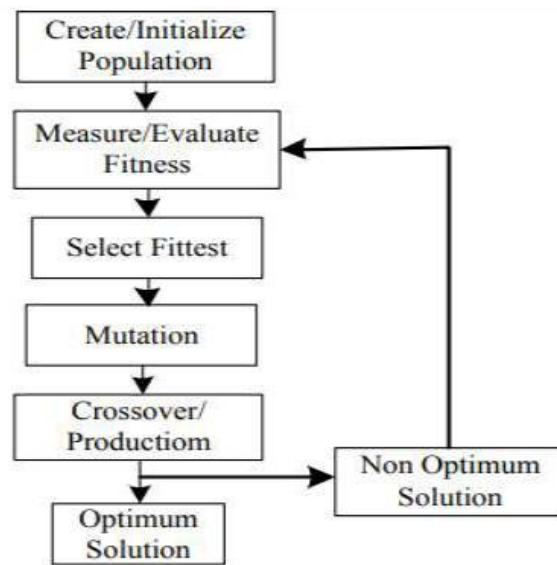 Create/Initialize
Population
Measure/Evaluate
Fitness
Select Fittest
Mutation
Crossover/
Productiom
Non Optimum
Solution
Optimum
Solution